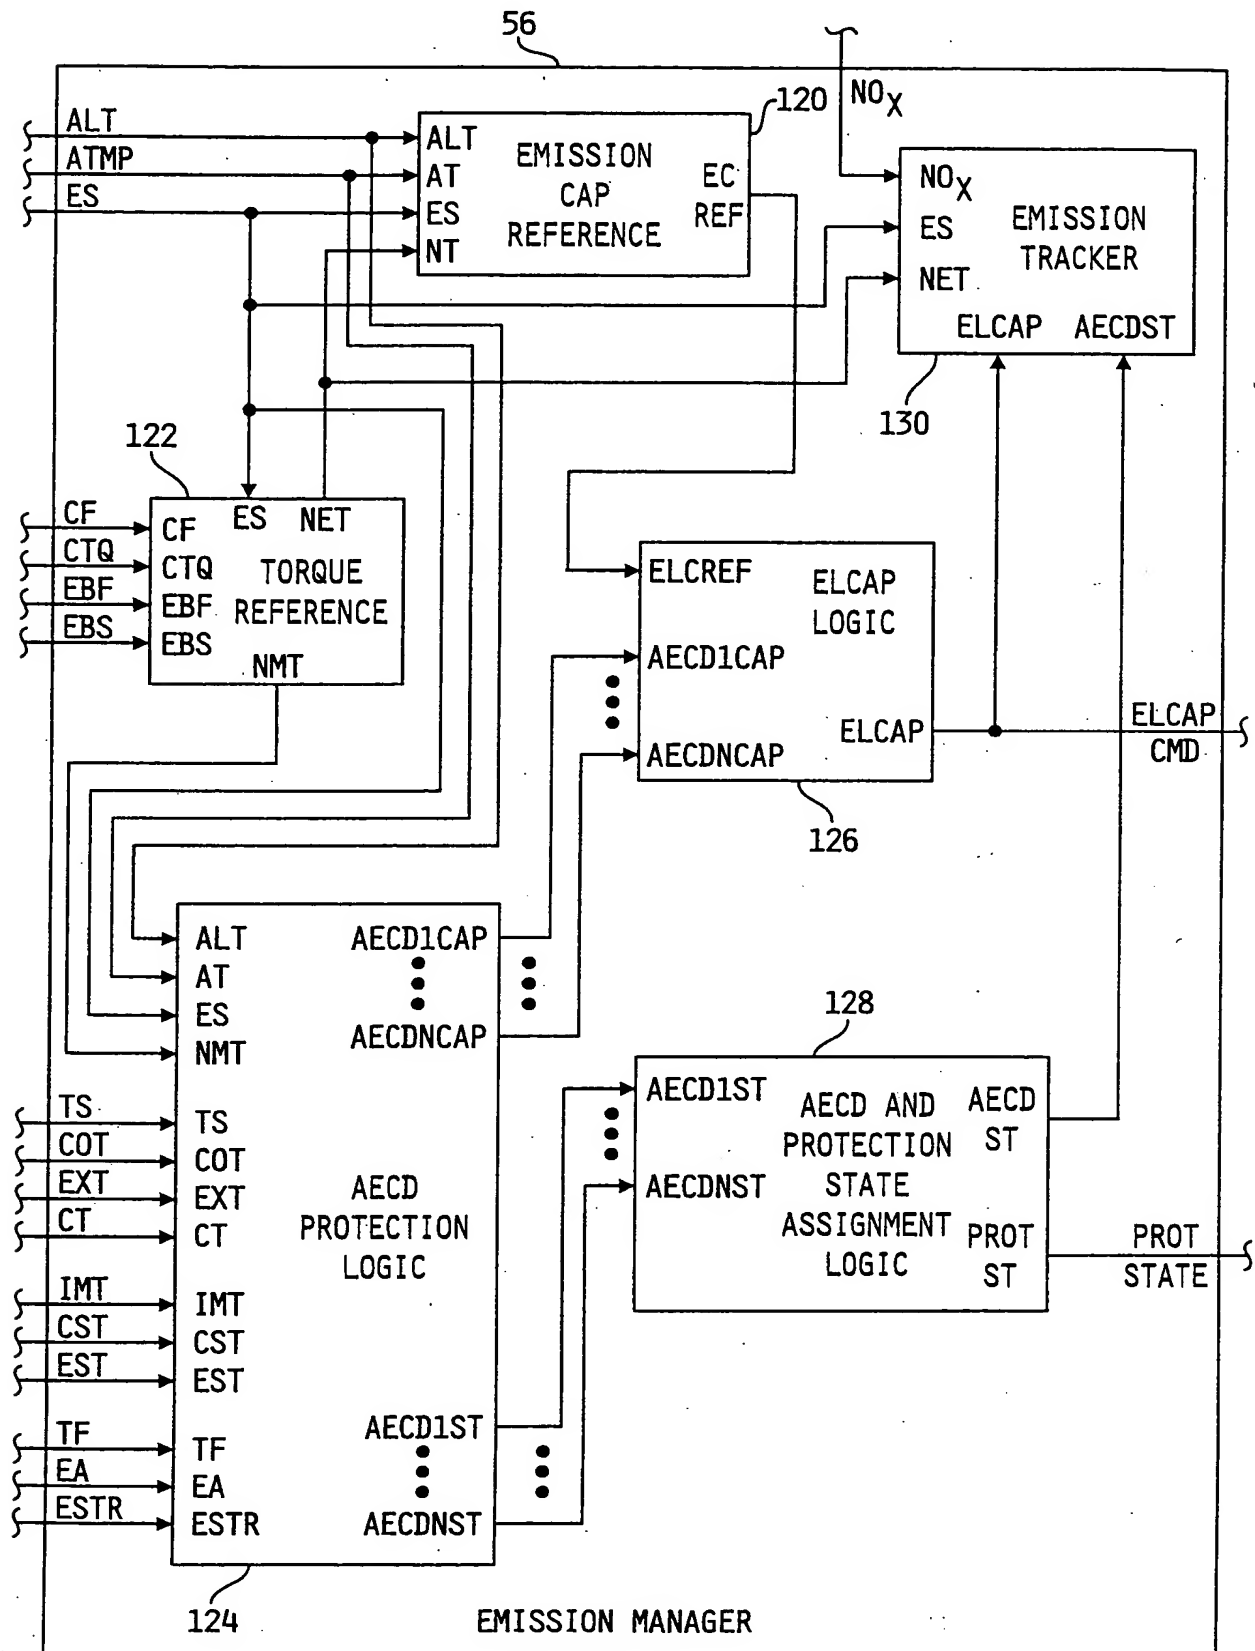 56
NOX
ALT
ATMP
ES
120
ALT
AT
ES
NT
EMISSION
CAP
REFERENCE
EC
REF
NOX
ES
NET
EMISSION
TRACKER
ELCAP
AECDST
130
122
CF
CTQ
EBF
EBS
CF
CTQ
EBF
EBS
ES
NET
TORQUE
REFERENCE
NMT
ELCREF
AECD1CAP
AECDNCAP
ELCAP
LOGIC
ELCAP
126
ELCAP
CMD
ALT
AT
ES
NMT
AECD1CAP
AECDNCAP
TS
COT
EXT
CT
TS
COT
EXT
CT
AECD
PROTECTION
LOGIC
IMT
CST
EST
IMT
CST
EST
TF
EA
ESTR
TF
EA
ESTR
AECD1ST
AECDNST
124
128
AECD1ST
AECDNST
AECD AND
PROTECTION
STATE
ASSIGNMENT
LOGIC
AECD
ST
PROT
ST
PROT
STATE
EMISSION MANAGER